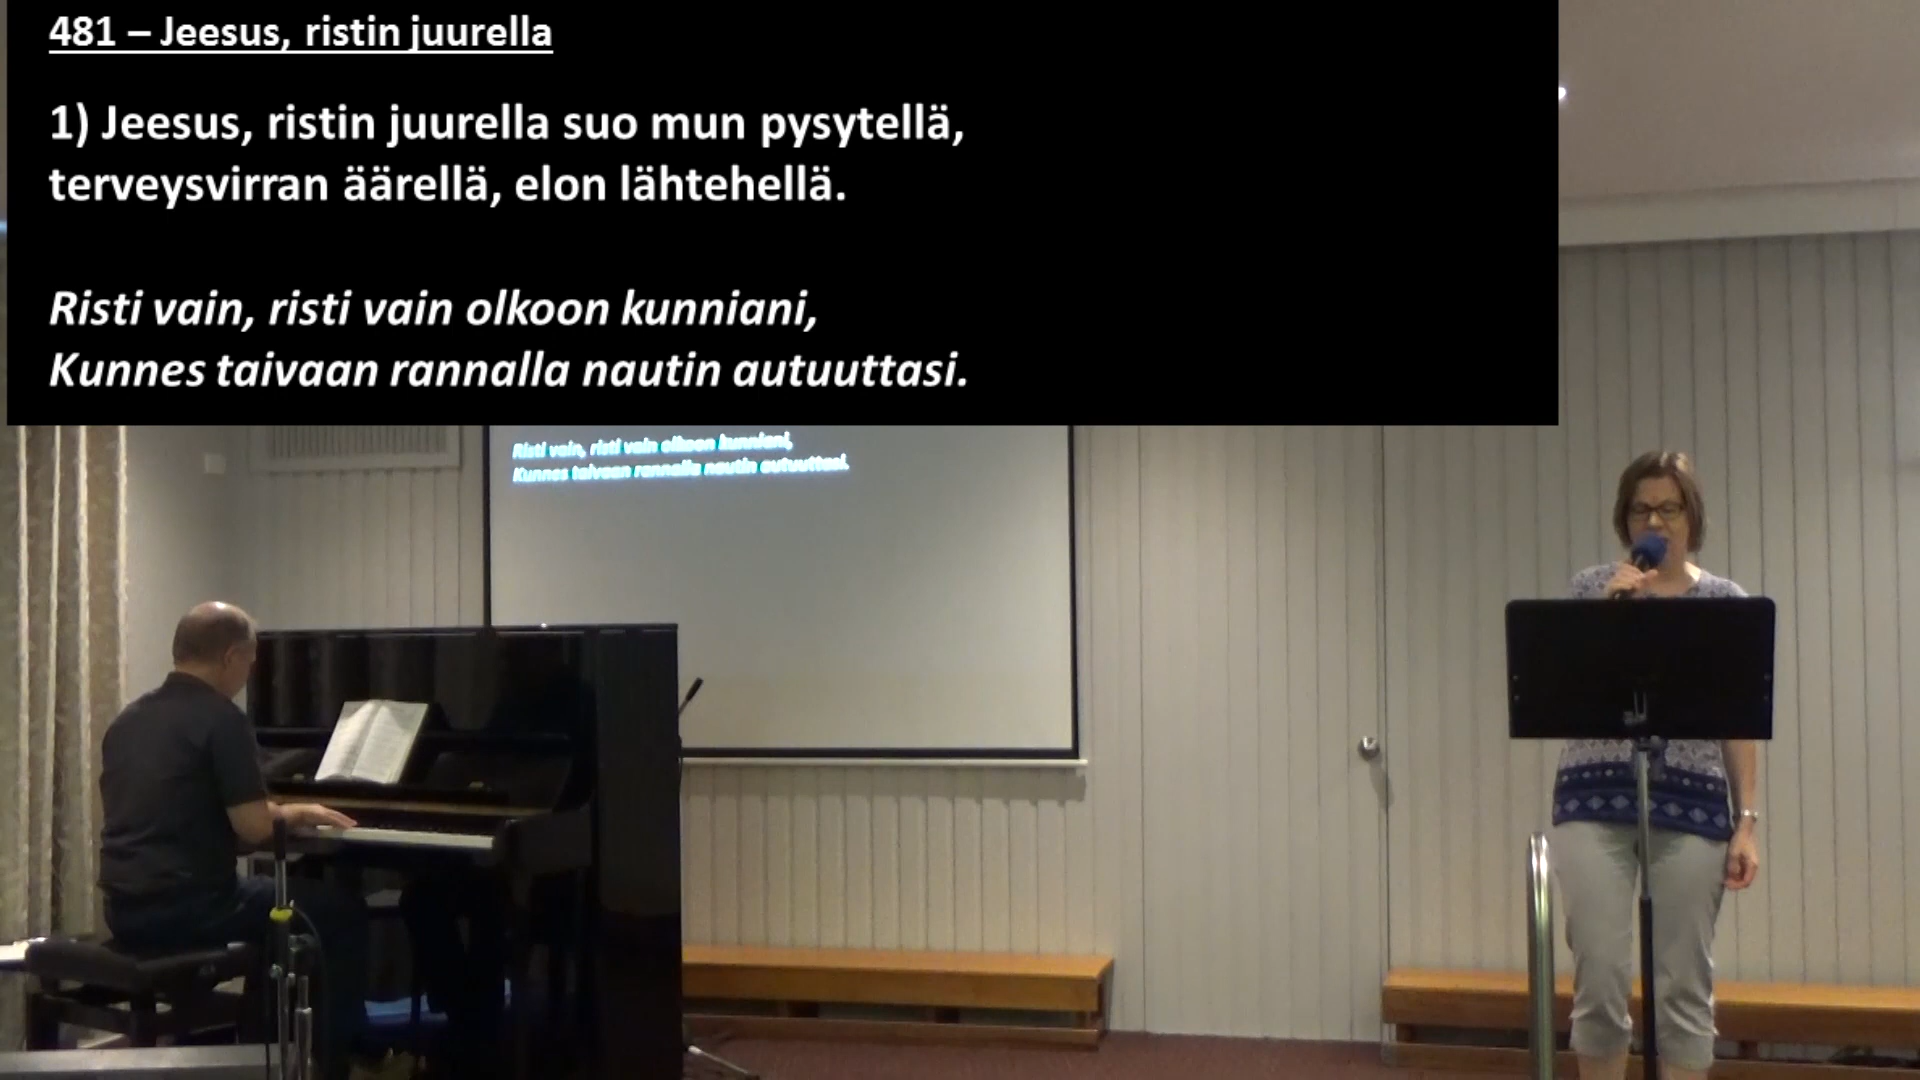 481 – Jeesus, ristin juurella
1) Jeesus, ristin juurella suo mun pysytellä,
terveysvirran äärellä, elon lähtehellä.
Risti vain, risti vain olkoon kunniani,
Kunnes taivaan rannalla nautin autuuttasi.
Risti vain, risti vain olkoon kunniani,
Kunnes taivaan rannalla nautin autuuttasi.